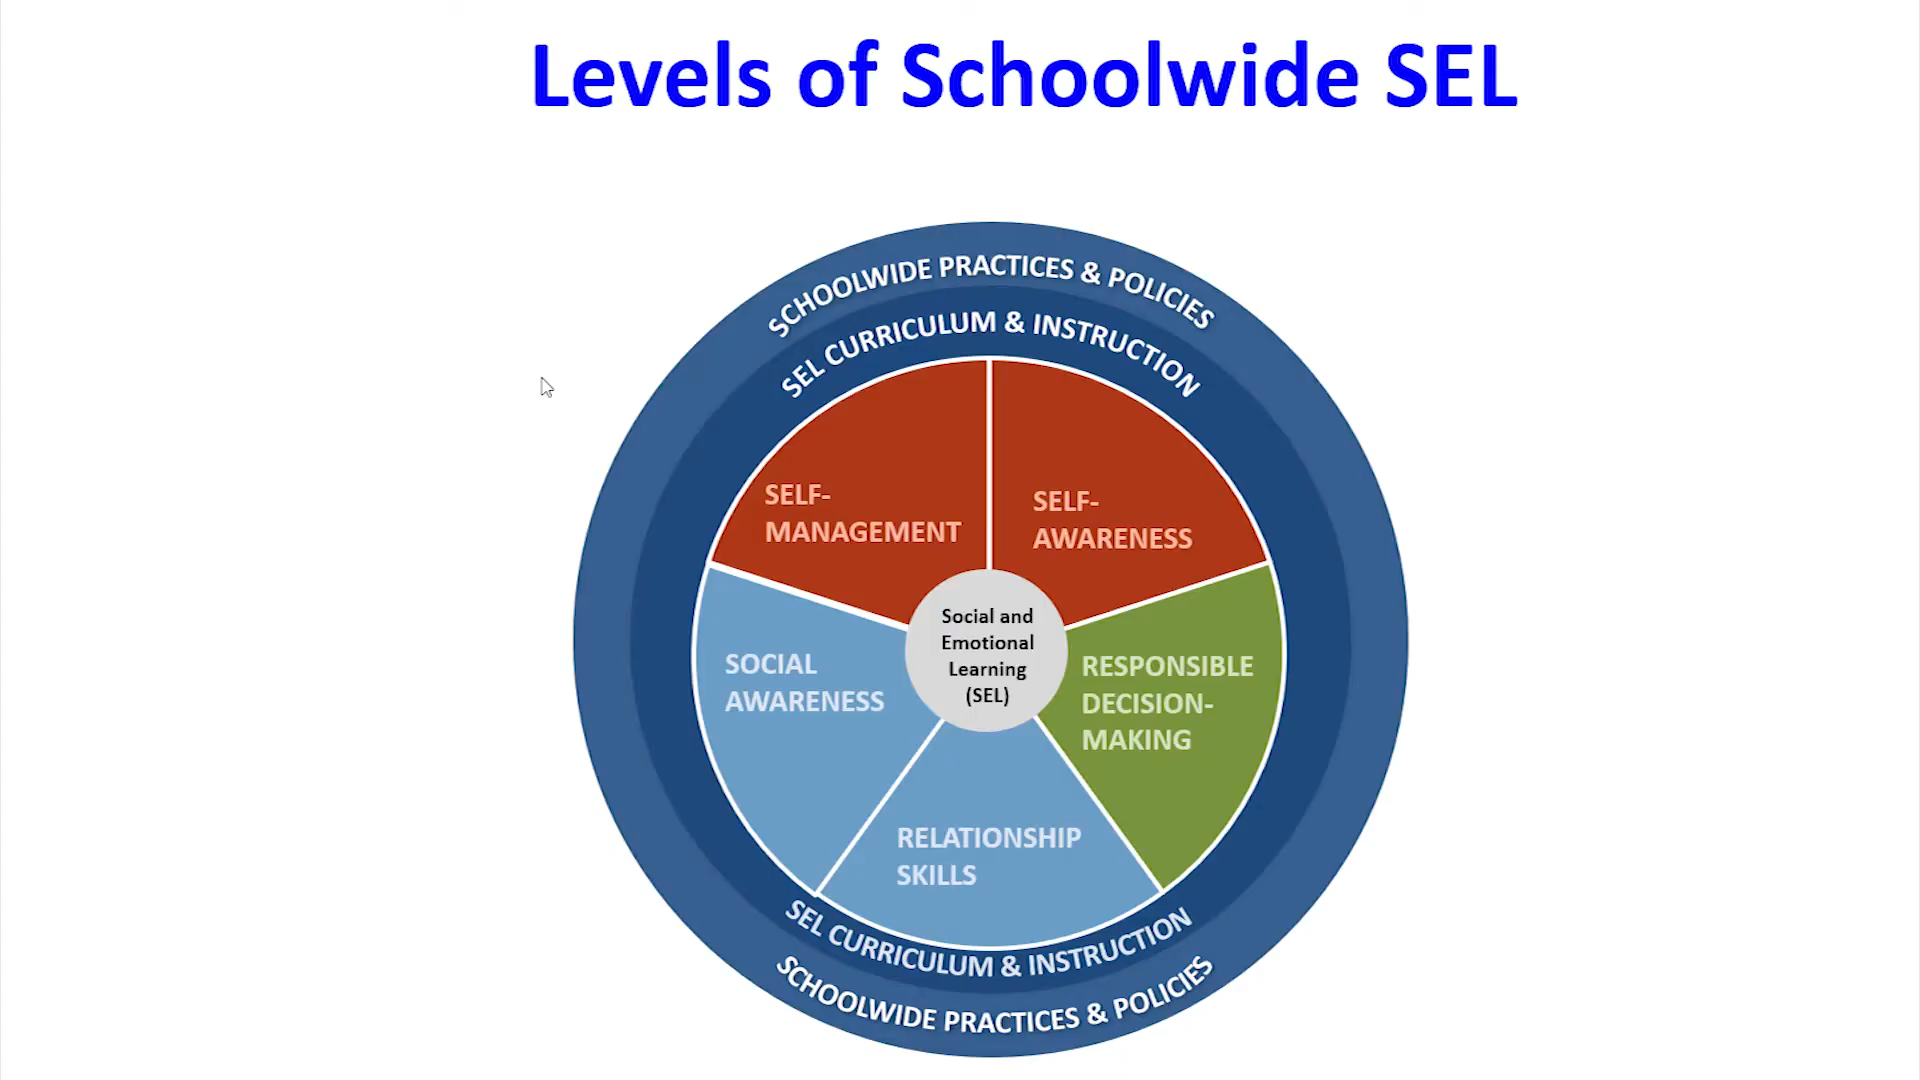 Levels of Schoolwide SEL
SCHOOLWIDE PRACTICES & POLICIES
SEL CURRICULUM & INSTRUCTION
SELF-
MANAGEMENT
SELF-
AWARENESS
Social and
Emotional
Learning
(SEL)
SOCIAL
AWARENESS
RESPONSIBLE
DECISION-
MAKING
RELATIONSHIP
SKILLS
SEL CURRICULUM & INSTRUCTION
SCHOOLWIDE PRACTICES & POLICIES